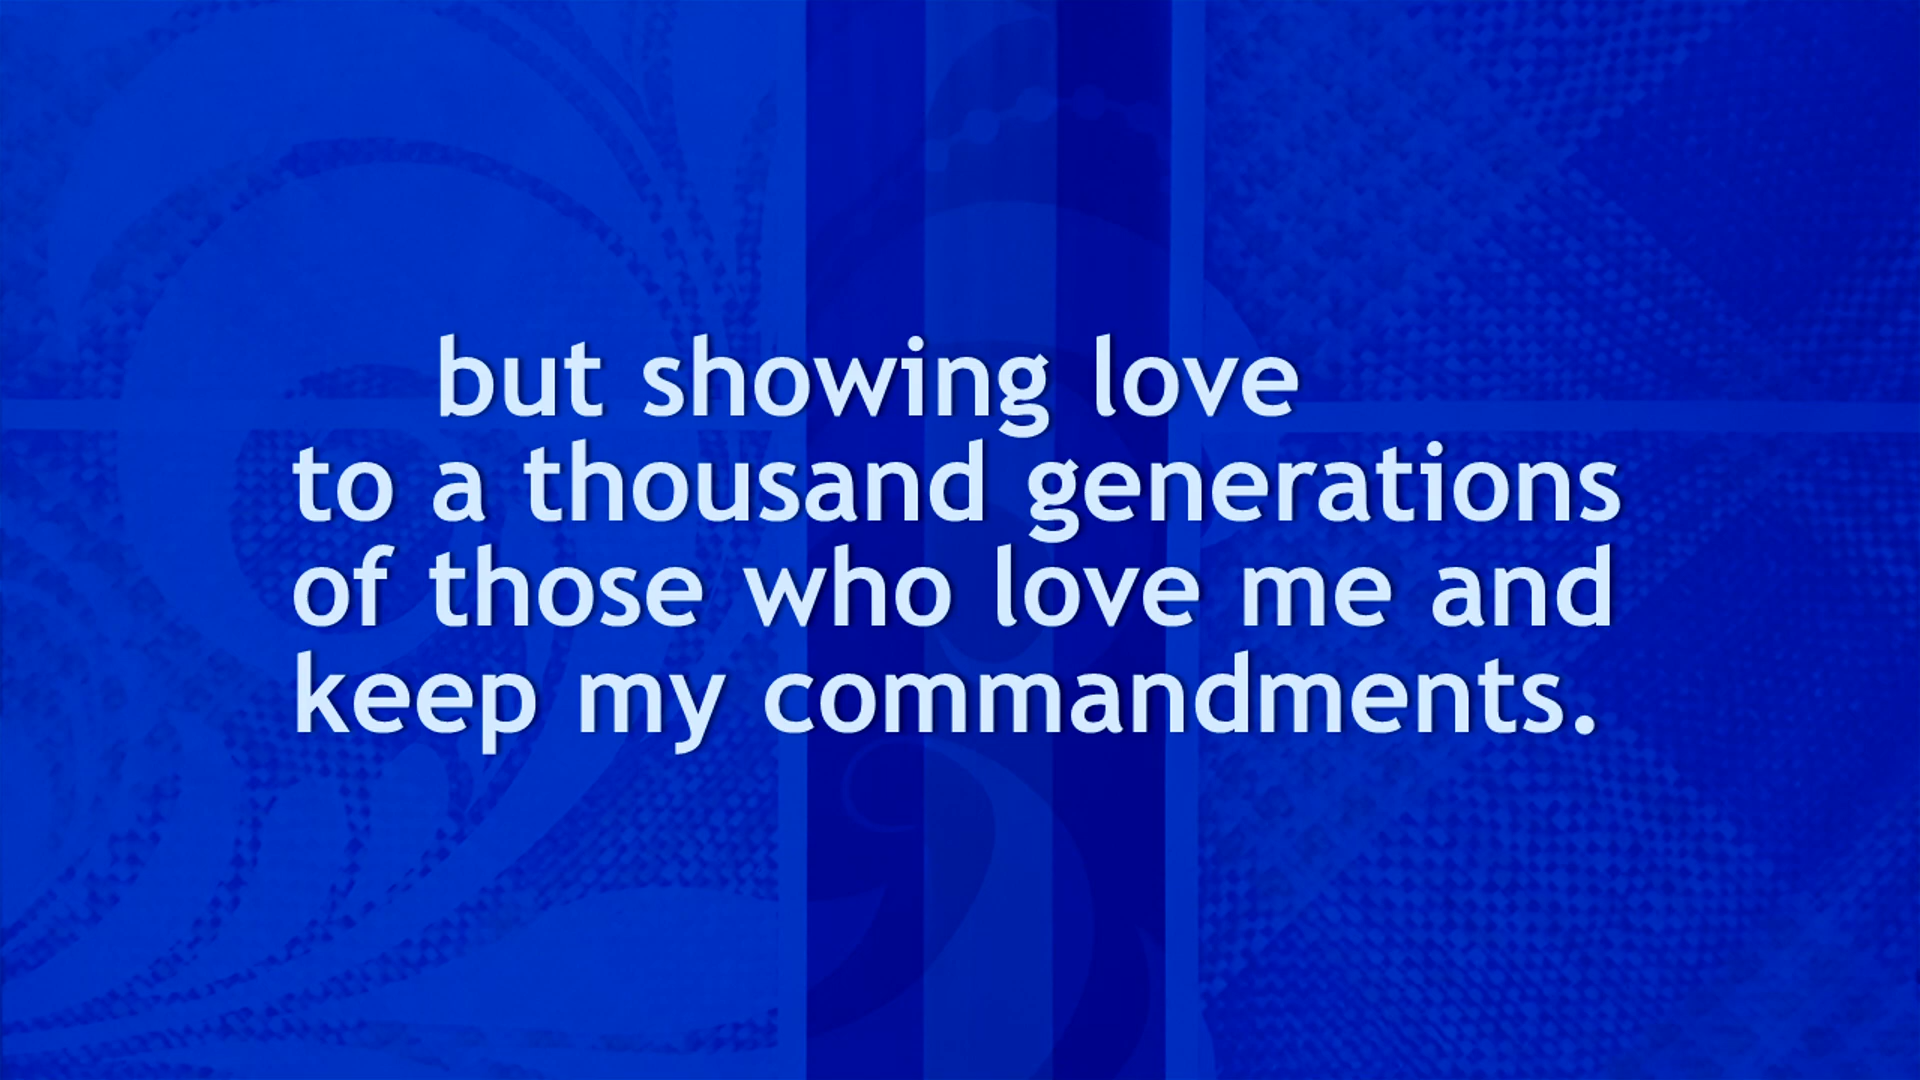 but showing love
to a thousand generations
of those who love me and
keep my commandments.